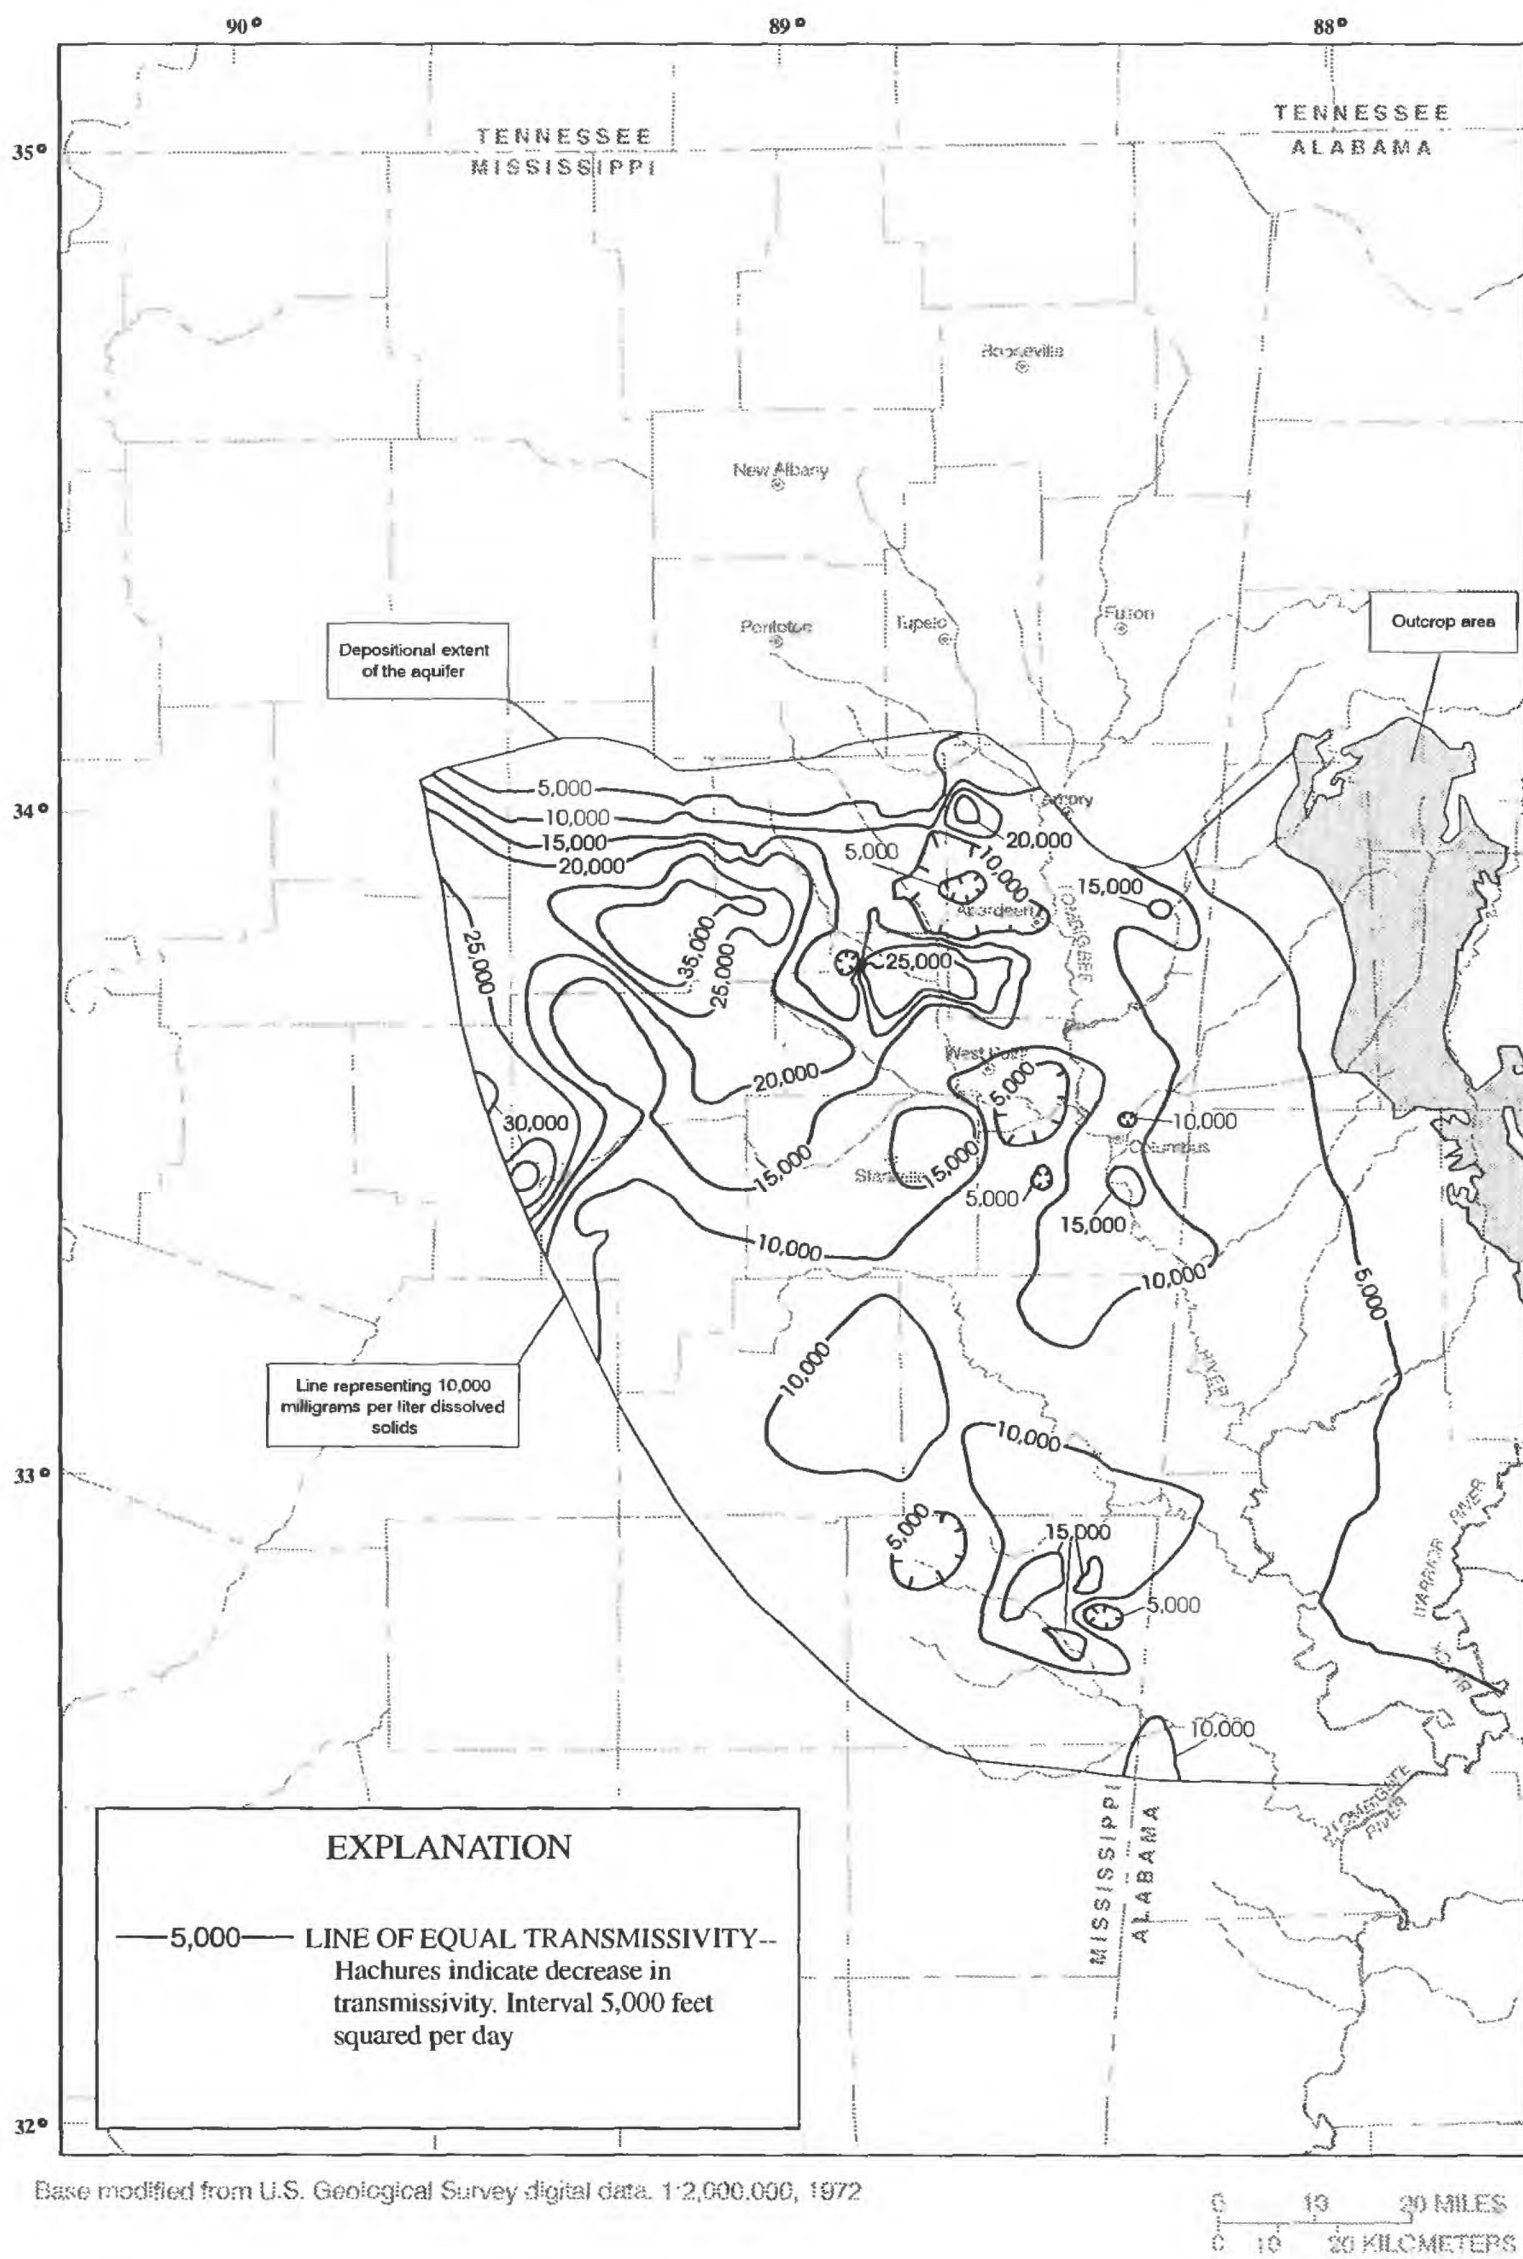 90° 89° 88°
TENNESSEE
MISSISSIPPI
TENNESSEE
ALABAMA
35°
New Albany
Depositional extent
of the aquifer
Tupelo
Fulton
Outcrop area
34°
5,000
10,000
15,000
20,000
5,000
10,000
20,000
15,000
Aberdeen
25,000
35,000
25,000
25,000
West Point
20,000
5,000
30,000
10,000
Columbus
15,000
15,000
5,000
15,000
10,000
10,000
5,000
10,000
RIVER
Line representing 10,000
milligrams per liter dissolved
solids
10,000
33°
5,000
15,000
RIVER
5,000
10,000
RIVER
MISSISSIPPI
ALABAMA
EXPLANATION
5,000 LINE OF EQUAL TRANSMISSIVITY--
Hachures indicate decrease in
transmissivity. Interval 5,000 feet
squared per day
32°
Base modified from U.S. Geological Survey digital data. 1:2,000,000, 1972
0 10 20 MILES
0 10 20 KILOMETERS